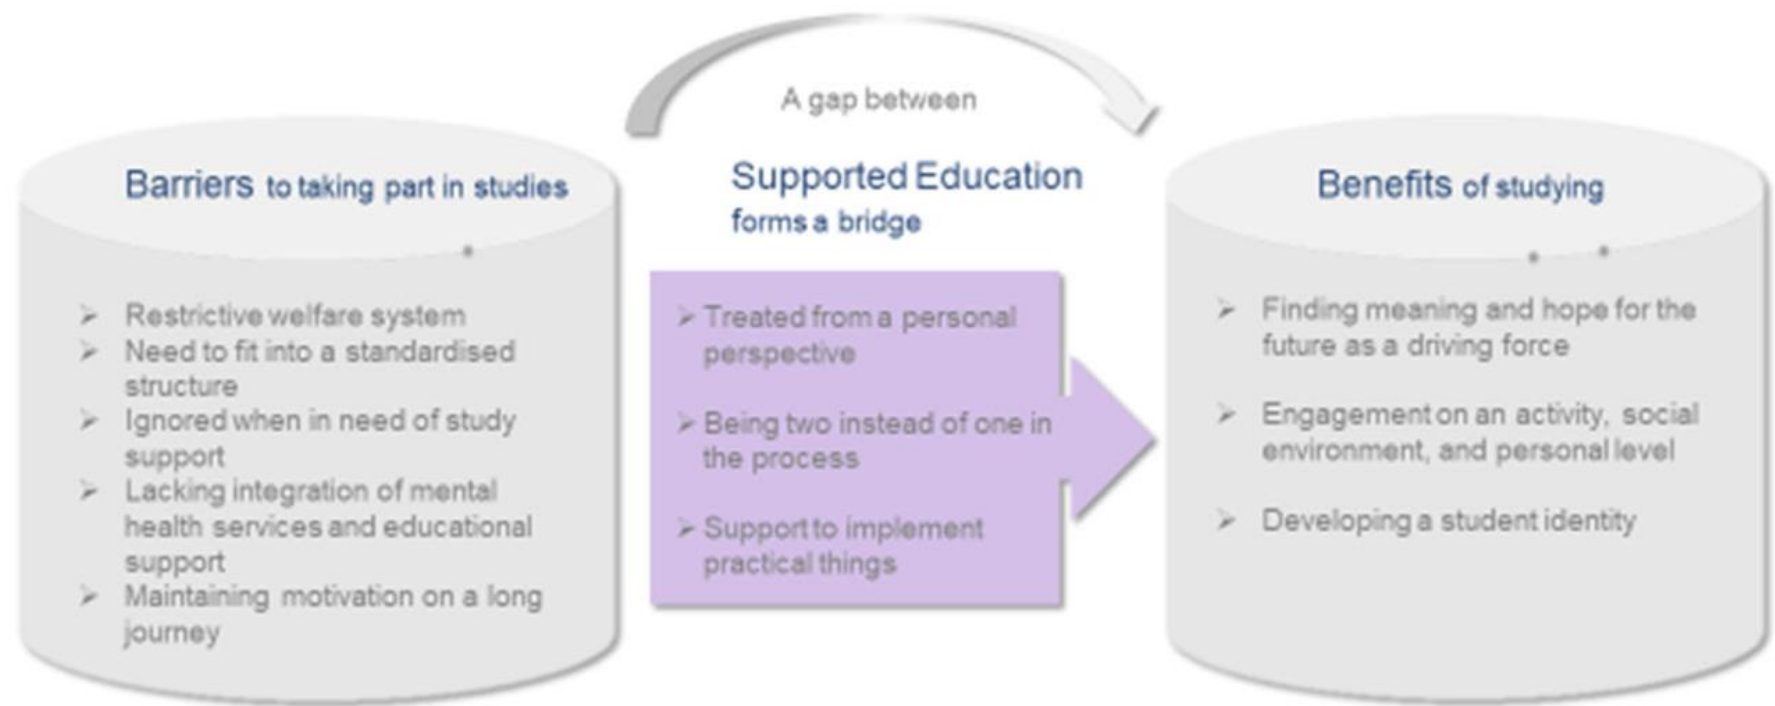 A gap between
Barriers to taking part in studies
➢ Restrictive welfare system
➢ Need to fit into a standardised
structure
➢ Ignored when in need of study
support
➢ Lacking integration of mental
health services and educational
support
➢ Maintaining motivation on a long
journey
Supported Education
forms a bridge
➢ Treated from a personal
perspective
➢ Being two instead of one in
the process
➢ Support to implement
practical things
Benefits of studying
➢ Finding meaning and hope for the
future as a driving force
➢ Engagement on an activity, social
environment, and personal level
➢ Developing a student identity